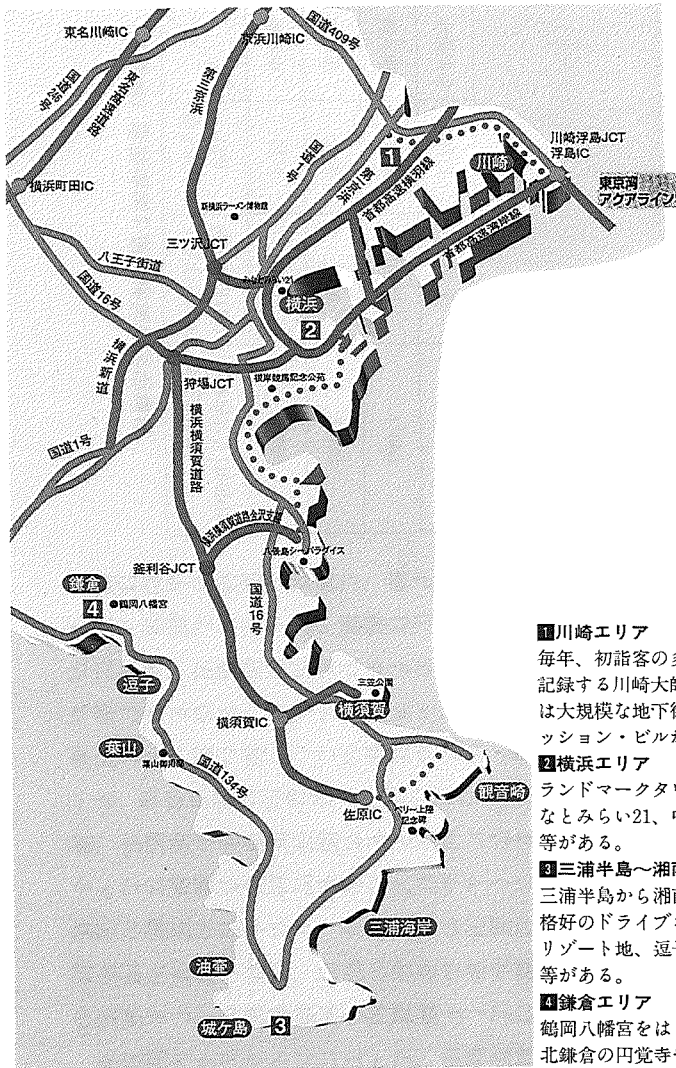 東名川崎IC
京浜川崎IC
国道409号
国道246号
東名高速道路
第三京浜
国道1号
1
第一京浜
首都高速横羽線
川崎
川崎浮島JCT
浮島IC
東京湾
アクアライン
首都高速湾岸線
横浜町田IC
新横浜ラーメン博物館
三ツ沢JCT
八王子街道
国道16号
みなとみらい21
横浜
2
横浜新道
狩場JCT
根岸競馬記念公苑
国道1号
横浜横須賀道路
横浜横須賀道路金沢支線
八景島シーパラダイス
釜利谷JCT
国道16号
鎌倉
4
鶴岡八幡宮
逗子
三笠公園
横須賀
横須賀IC
葉山
葉山御用邸
国道134号
観音崎
佐原IC
ペリー上陸
記念碑
三浦海岸
油壷
城ケ島
3
1川崎エリア
毎年、初詣客の
記録する川崎大師
は大規模な地下
ッション・ビルが
2横浜エリア
ランドマークタワ
なとみらい21、
等がある。
3三浦半島～湘南
三浦半島から湘南
格好のドライブ
リゾート地、逗
等がある。
4鎌倉エリア
鶴岡八幡宮をは
北鎌倉の円覚寺